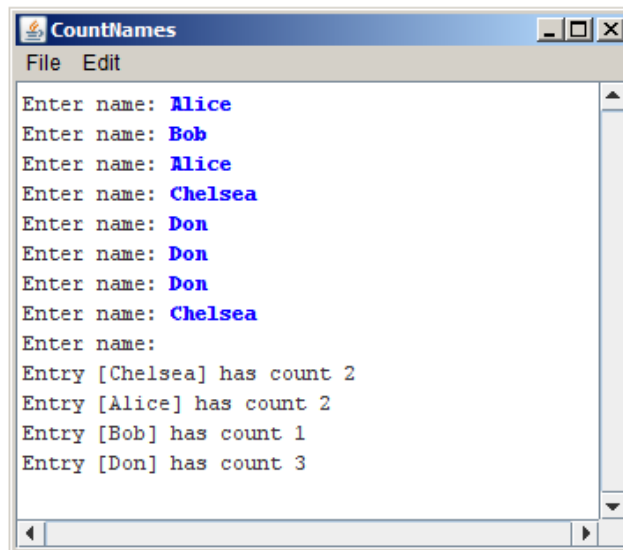 CountNames
File Edit
Enter name: Alice
Enter name: Bob
Enter name: Alice
Enter name: Chelsea
Enter name: Don
Enter name: Don
Enter name: Don
Enter name: Chelsea
Enter name:
Entry [Chelsea] has count 2
Entry [Alice] has count 2
Entry [Bob] has count 1
Entry [Don] has count 3